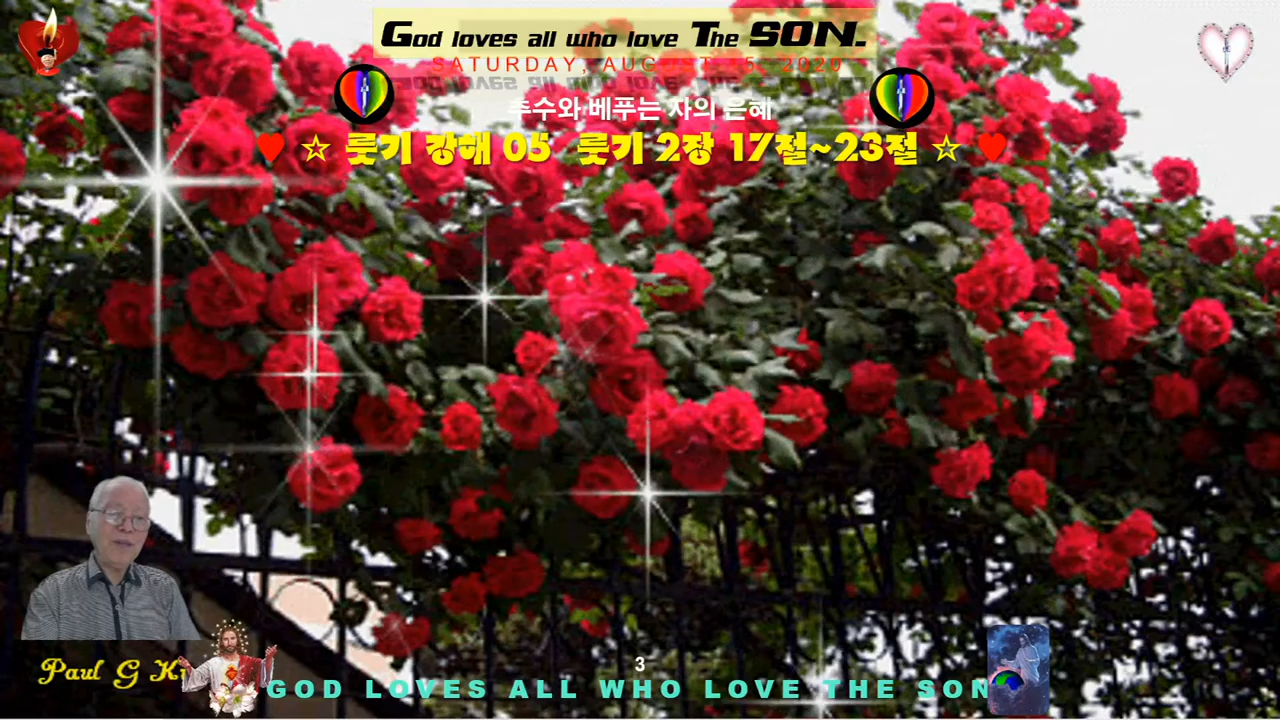 God loves all who love The SON.
SATURDAY, AUGUST 15, 2020
추수와 베푸는 자의 은혜
♥ ☆ 룻기 강해 05 룻기 2장 17절~23절 ☆ ♥
Paul G
3
GOD LOVES ALL WHO LOVE THE SON